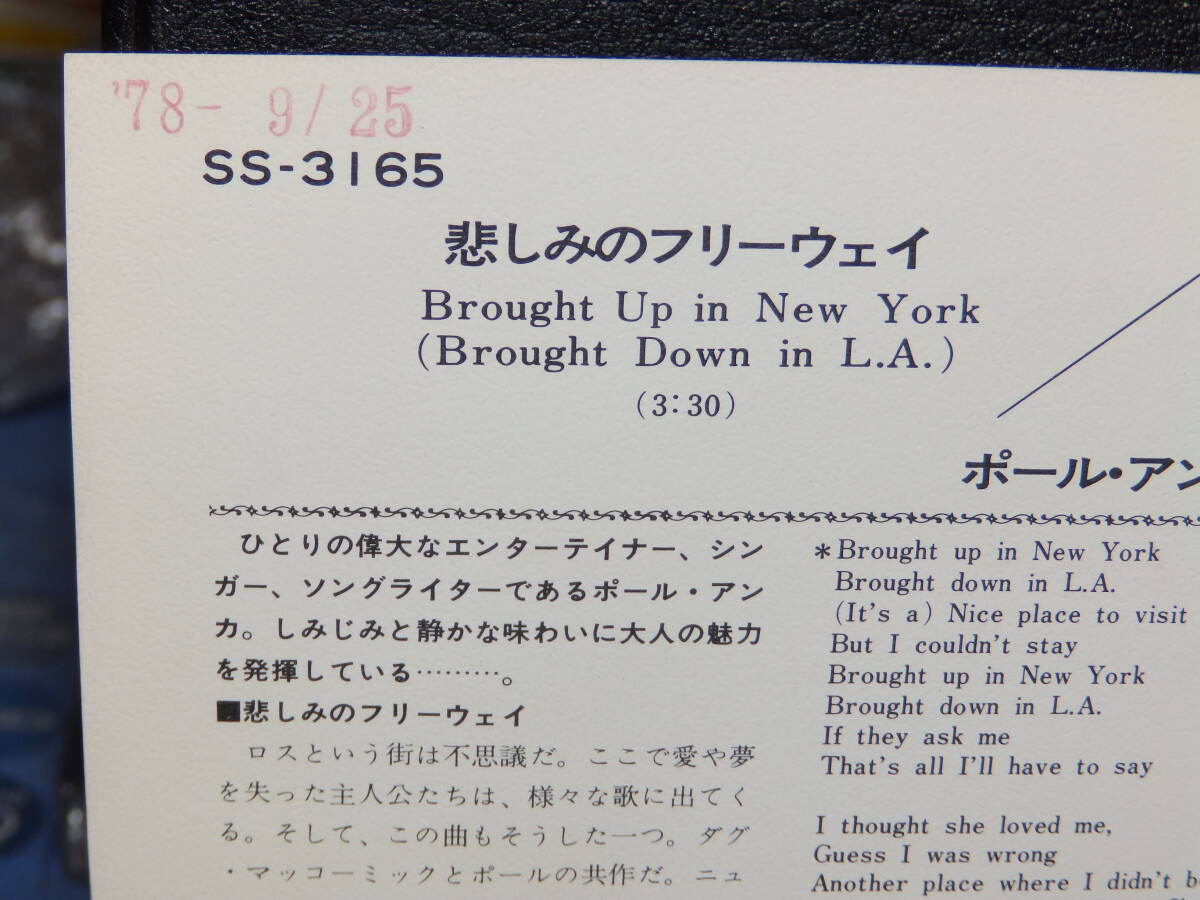 '78- 9/25
SS-3165
悲しみのフリーウェイ
Brought Up in New York
(Brought Down in L.A.)
(3:30)
ポール・アン
ひとりの偉大なエンターテイナー、シン
ガー、ソングライターであるポール・アン
カ。しみじみと静かな味わいに大人の魅力
を発揮している………。
■悲しみのフリーウェイ
ロスという街は不思議だ。ここで愛や夢
を失った主人公たちは、様々な歌に出てく
る。そして、この曲もそうした一つ。ダグ
・マッコーミックとポールの共作だ。ニュ
*Brought up in New York
Brought down in L.A.
(It's a) Nice place to visit
But I couldn't stay
Brought up in New York
Brought down in L.A.
If they ask me
That's all I'll have to say
I thought she loved me,
Guess I was wrong
Another place where I didn't